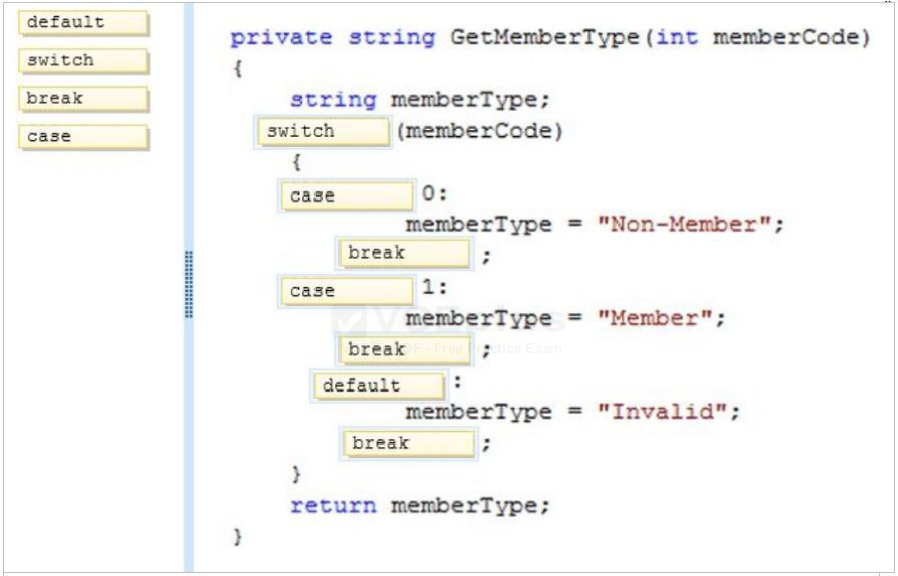 default
switch
break
case
private string GetMemberType(int memberCode)
{
string memberType;
switch (memberCode)
{
case 0:
memberType = "Non-Member";
break ;
case 1:
memberType = "Member";
break ;
default :
memberType = "Invalid";
break ;
}
return memberType;
}